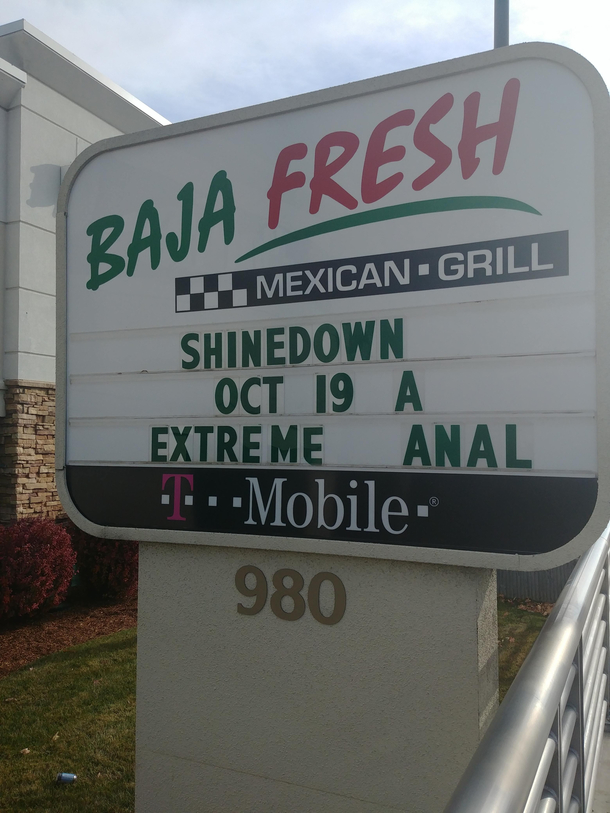 BAJA FRESH
MEXICAN·GRILL
SHINEDOWN
OCT 19 A
EXTREME ANAL
T··Mobile·®
980